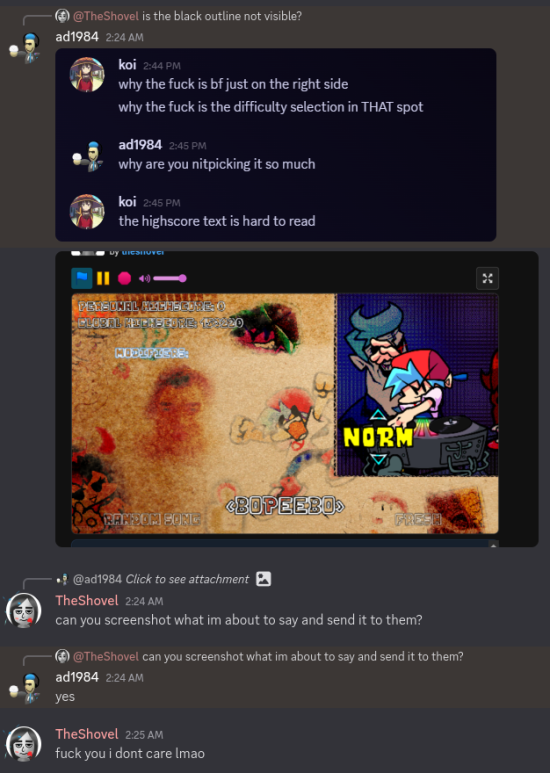 @TheShovel is the black outline not visible?
ad1984 2:24 AM
koi 2:44 PM
why the fuck is bf just on the right side
why the fuck is the difficulty selection in THAT spot
ad1984 2:45 PM
why are you nitpicking it so much
koi 2:45 PM
the highscore text is hard to read
by theshovel
PERSONAL HIGHSCORE: 0
GLOBAL HIGHSCORE: 43220
MODIFIERS
NORM
<BOPEEBO>
RANDOM SONG
FRESH
@ad1984 Click to see attachment
TheShovel 2:24 AM
can you screenshot what im about to say and send it to them?
@TheShovel can you screenshot what im about to say and send it to them?
ad1984 2:24 AM
yes
TheShovel 2:25 AM
fuck you i dont care lmao